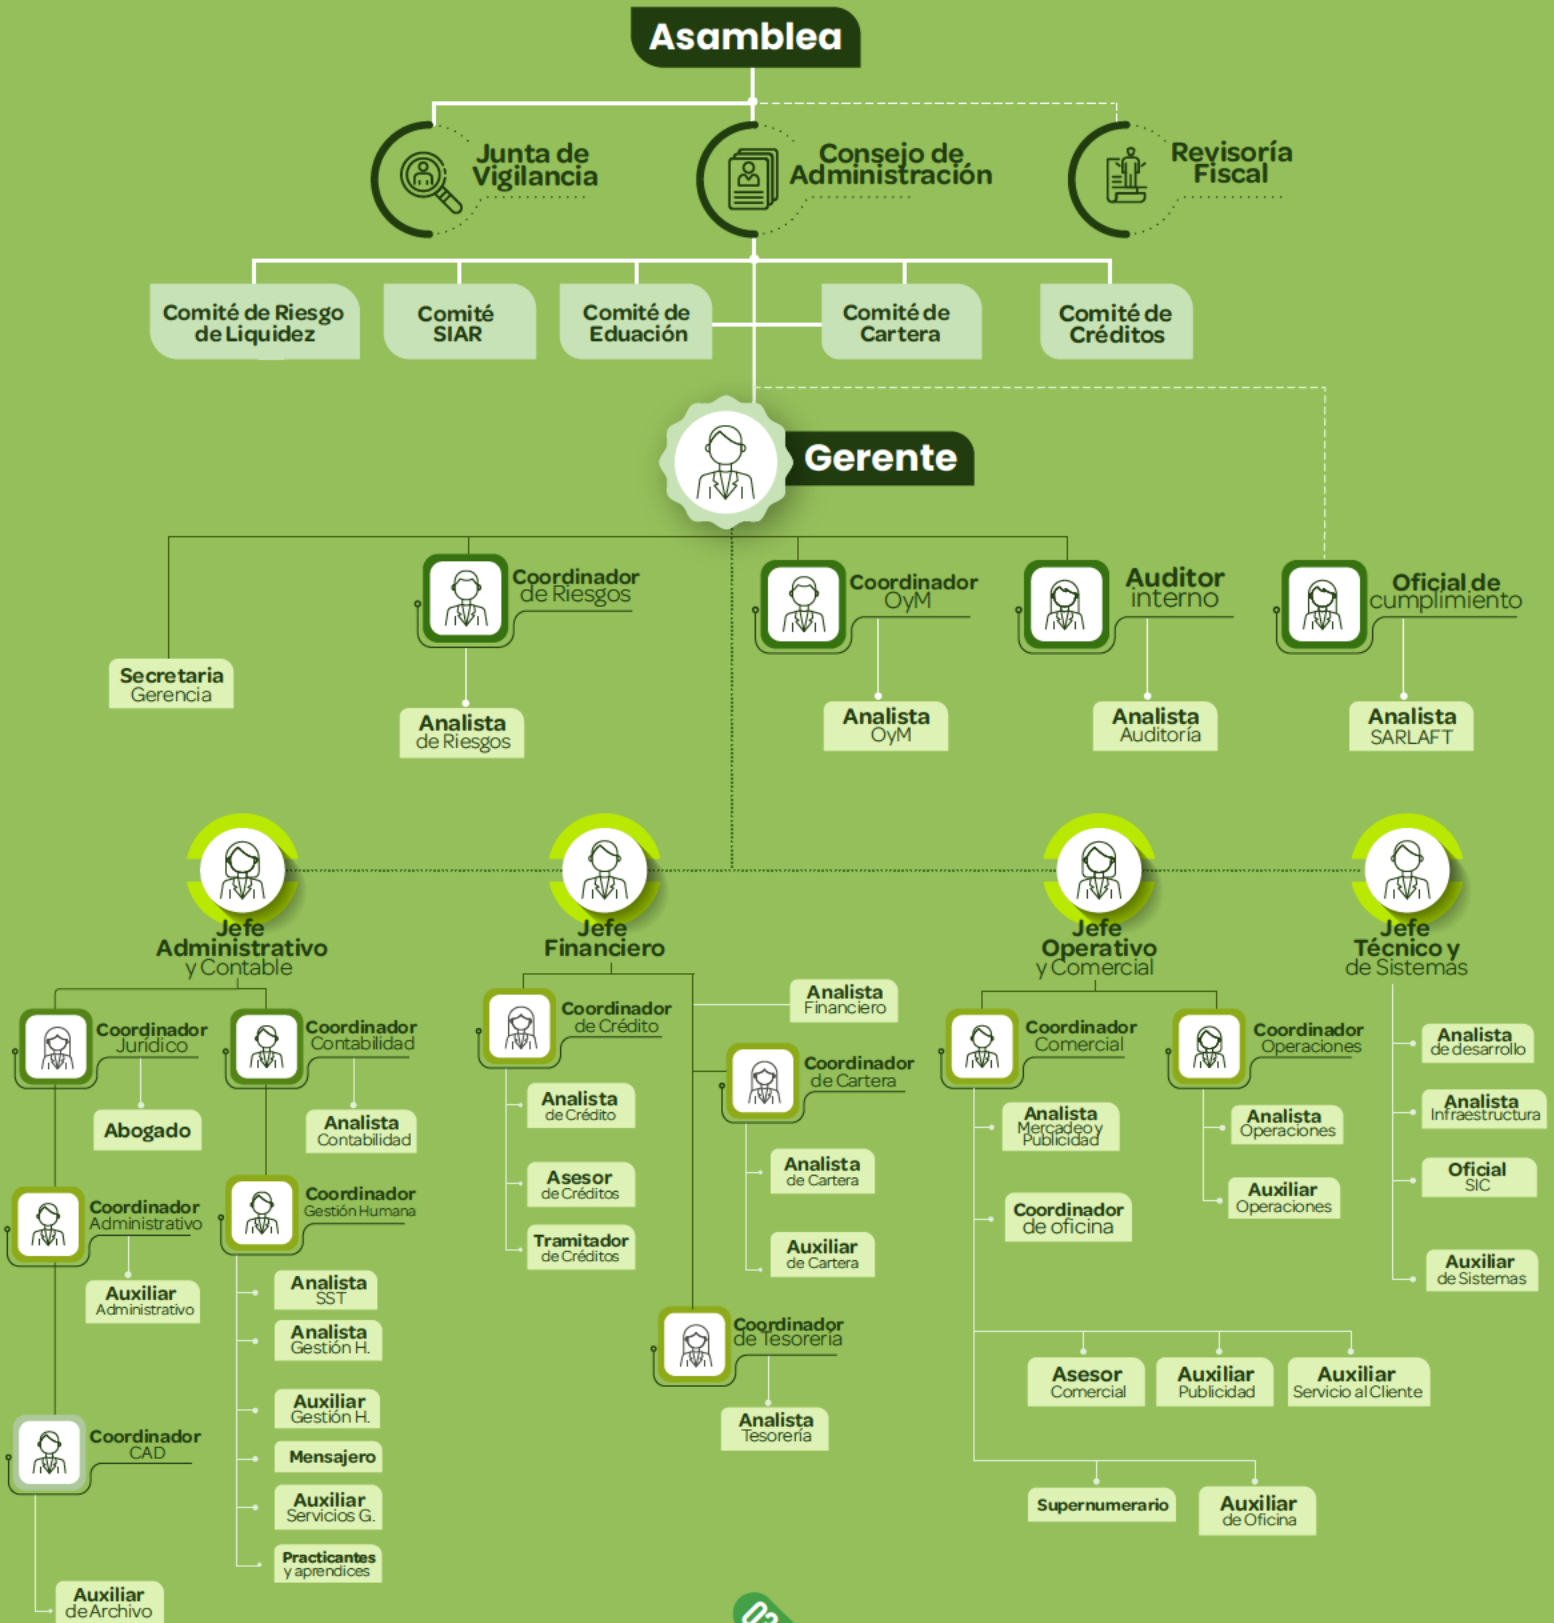 Asamblea
Junta de
Vigilancia
Consejo de
Administración
Revisoría
Fiscal
Comité de Riesgo
de Liquidez
Comité
SIAR
Comité de
Eduación
Comité de
Cartera
Comité de
Créditos
Gerente
Coordinador
de Riesgos
Coordinador
OyM
Auditor
interno
Oficial de
cumplimiento
Secretaria
Gerencia
Analista
de Riesgos
Analista
OyM
Analista
Auditoría
Analista
SARLAFT
Jefe
Administrativo
y Contable
Jefe
Financiero
Jefe
Operativo
y Comercial
Jefe
Técnico y
de Sistemas
Coordinador
Jurídico
Abogado
Coordinador
Administrativo
Auxiliar
Administrativo
Coordinador
CAD
Auxiliar
de Archivo
Coordinador
Contabilidad
Analista
Contabilidad
Coordinador
Gestión Humana
Analista
SST
Analista
Gestión H.
Auxiliar
Gestión H.
Mensajero
Auxiliar
Servicios G.
Practicantes
y aprendices
Coordinador
de Crédito
Analista
de Crédito
Asesor
de Créditos
Tramitador
de Créditos
Analista
Financiero
Coordinador
de Cartera
Analista
de Cartera
Auxiliar
de Cartera
Coordinador
de Tesorería
Analista
Tesorería
Coordinador
Comercial
Analista
Mercadeo y
Publicidad
Coordinador
de oficina
Asesor
Comercial
Auxiliar
Publicidad
Auxiliar
Servicio al Cliente
Supernumerario
Auxiliar
de Oficina
Coordinador
Operaciones
Analista
Operaciones
Auxiliar
Operaciones
Analista
de desarrollo
Analista
Infraestructura
Oficial
SIC
Auxiliar
de Sistemas